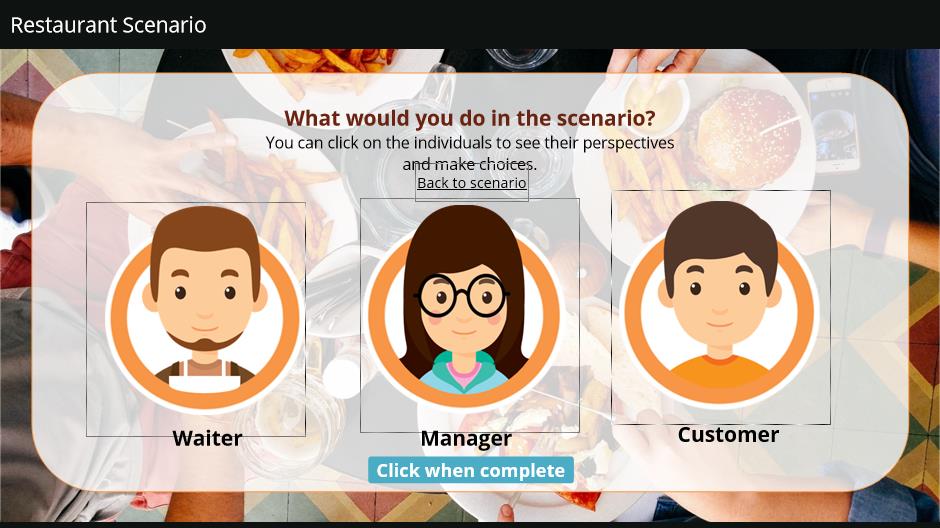 Restaurant Scenario
What would you do in the scenario?
You can click on the individuals to see their perspectives
and make choices.
Back to scenario
Waiter
Manager
Customer
Click when complete